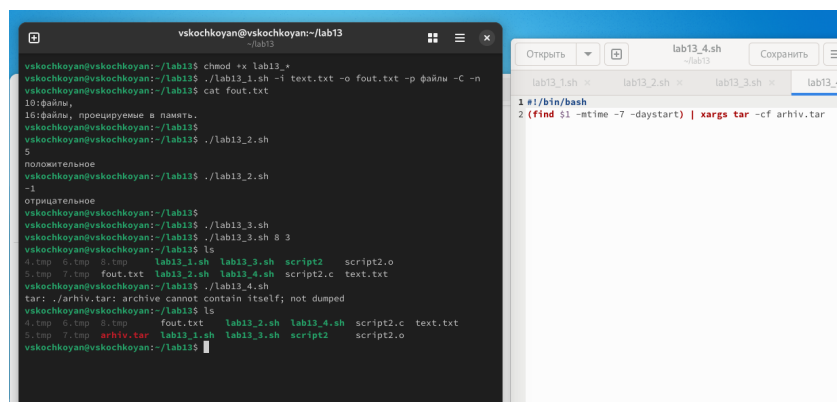 vskochkoyan@vskochkoyan:~/lab13
~/lab13
vskochkoyan@vskochkoyan:~/lab13$ chmod +x lab13_*
vskochkoyan@vskochkoyan:~/lab13$ ./lab13_1.sh -i text.txt -o fout.txt -p файлы -C -n
vskochkoyan@vskochkoyan:~/lab13$ cat fout.txt
10:файлы,
16:файлы, проецируемые в память.
vskochkoyan@vskochkoyan:~/lab13$
vskochkoyan@vskochkoyan:~/lab13$ ./lab13_2.sh
5
положительное
vskochkoyan@vskochkoyan:~/lab13$ ./lab13_2.sh
-1
отрицательное
vskochkoyan@vskochkoyan:~/lab13$
vskochkoyan@vskochkoyan:~/lab13$ ./lab13_3.sh
vskochkoyan@vskochkoyan:~/lab13$ ./lab13_3.sh 8 3
vskochkoyan@vskochkoyan:~/lab13$ ls
4.tmp 6.tmp 8.tmp lab13_1.sh lab13_3.sh script2 script2.o
5.tmp 7.tmp fout.txt lab13_2.sh lab13_4.sh script2.c text.txt
vskochkoyan@vskochkoyan:~/lab13$ ./lab13_4.sh
tar: ./arhiv.tar: archive cannot contain itself; not dumped
vskochkoyan@vskochkoyan:~/lab13$ ls
4.tmp 6.tmp 8.tmp fout.txt lab13_2.sh lab13_4.sh script2.c text.txt
5.tmp 7.tmp arhiv.tar lab13_1.sh lab13_3.sh script2 script2.o
vskochkoyan@vskochkoyan:~/lab13$
Открыть lab13_4.sh Сохранить
~/lab13
lab13_1.sh × lab13_2.sh × lab13_3.sh × lab13_
1 #!/bin/bash
2 (find $1 -mtime -7 -daystart) | xargs tar -cf arhiv.tar